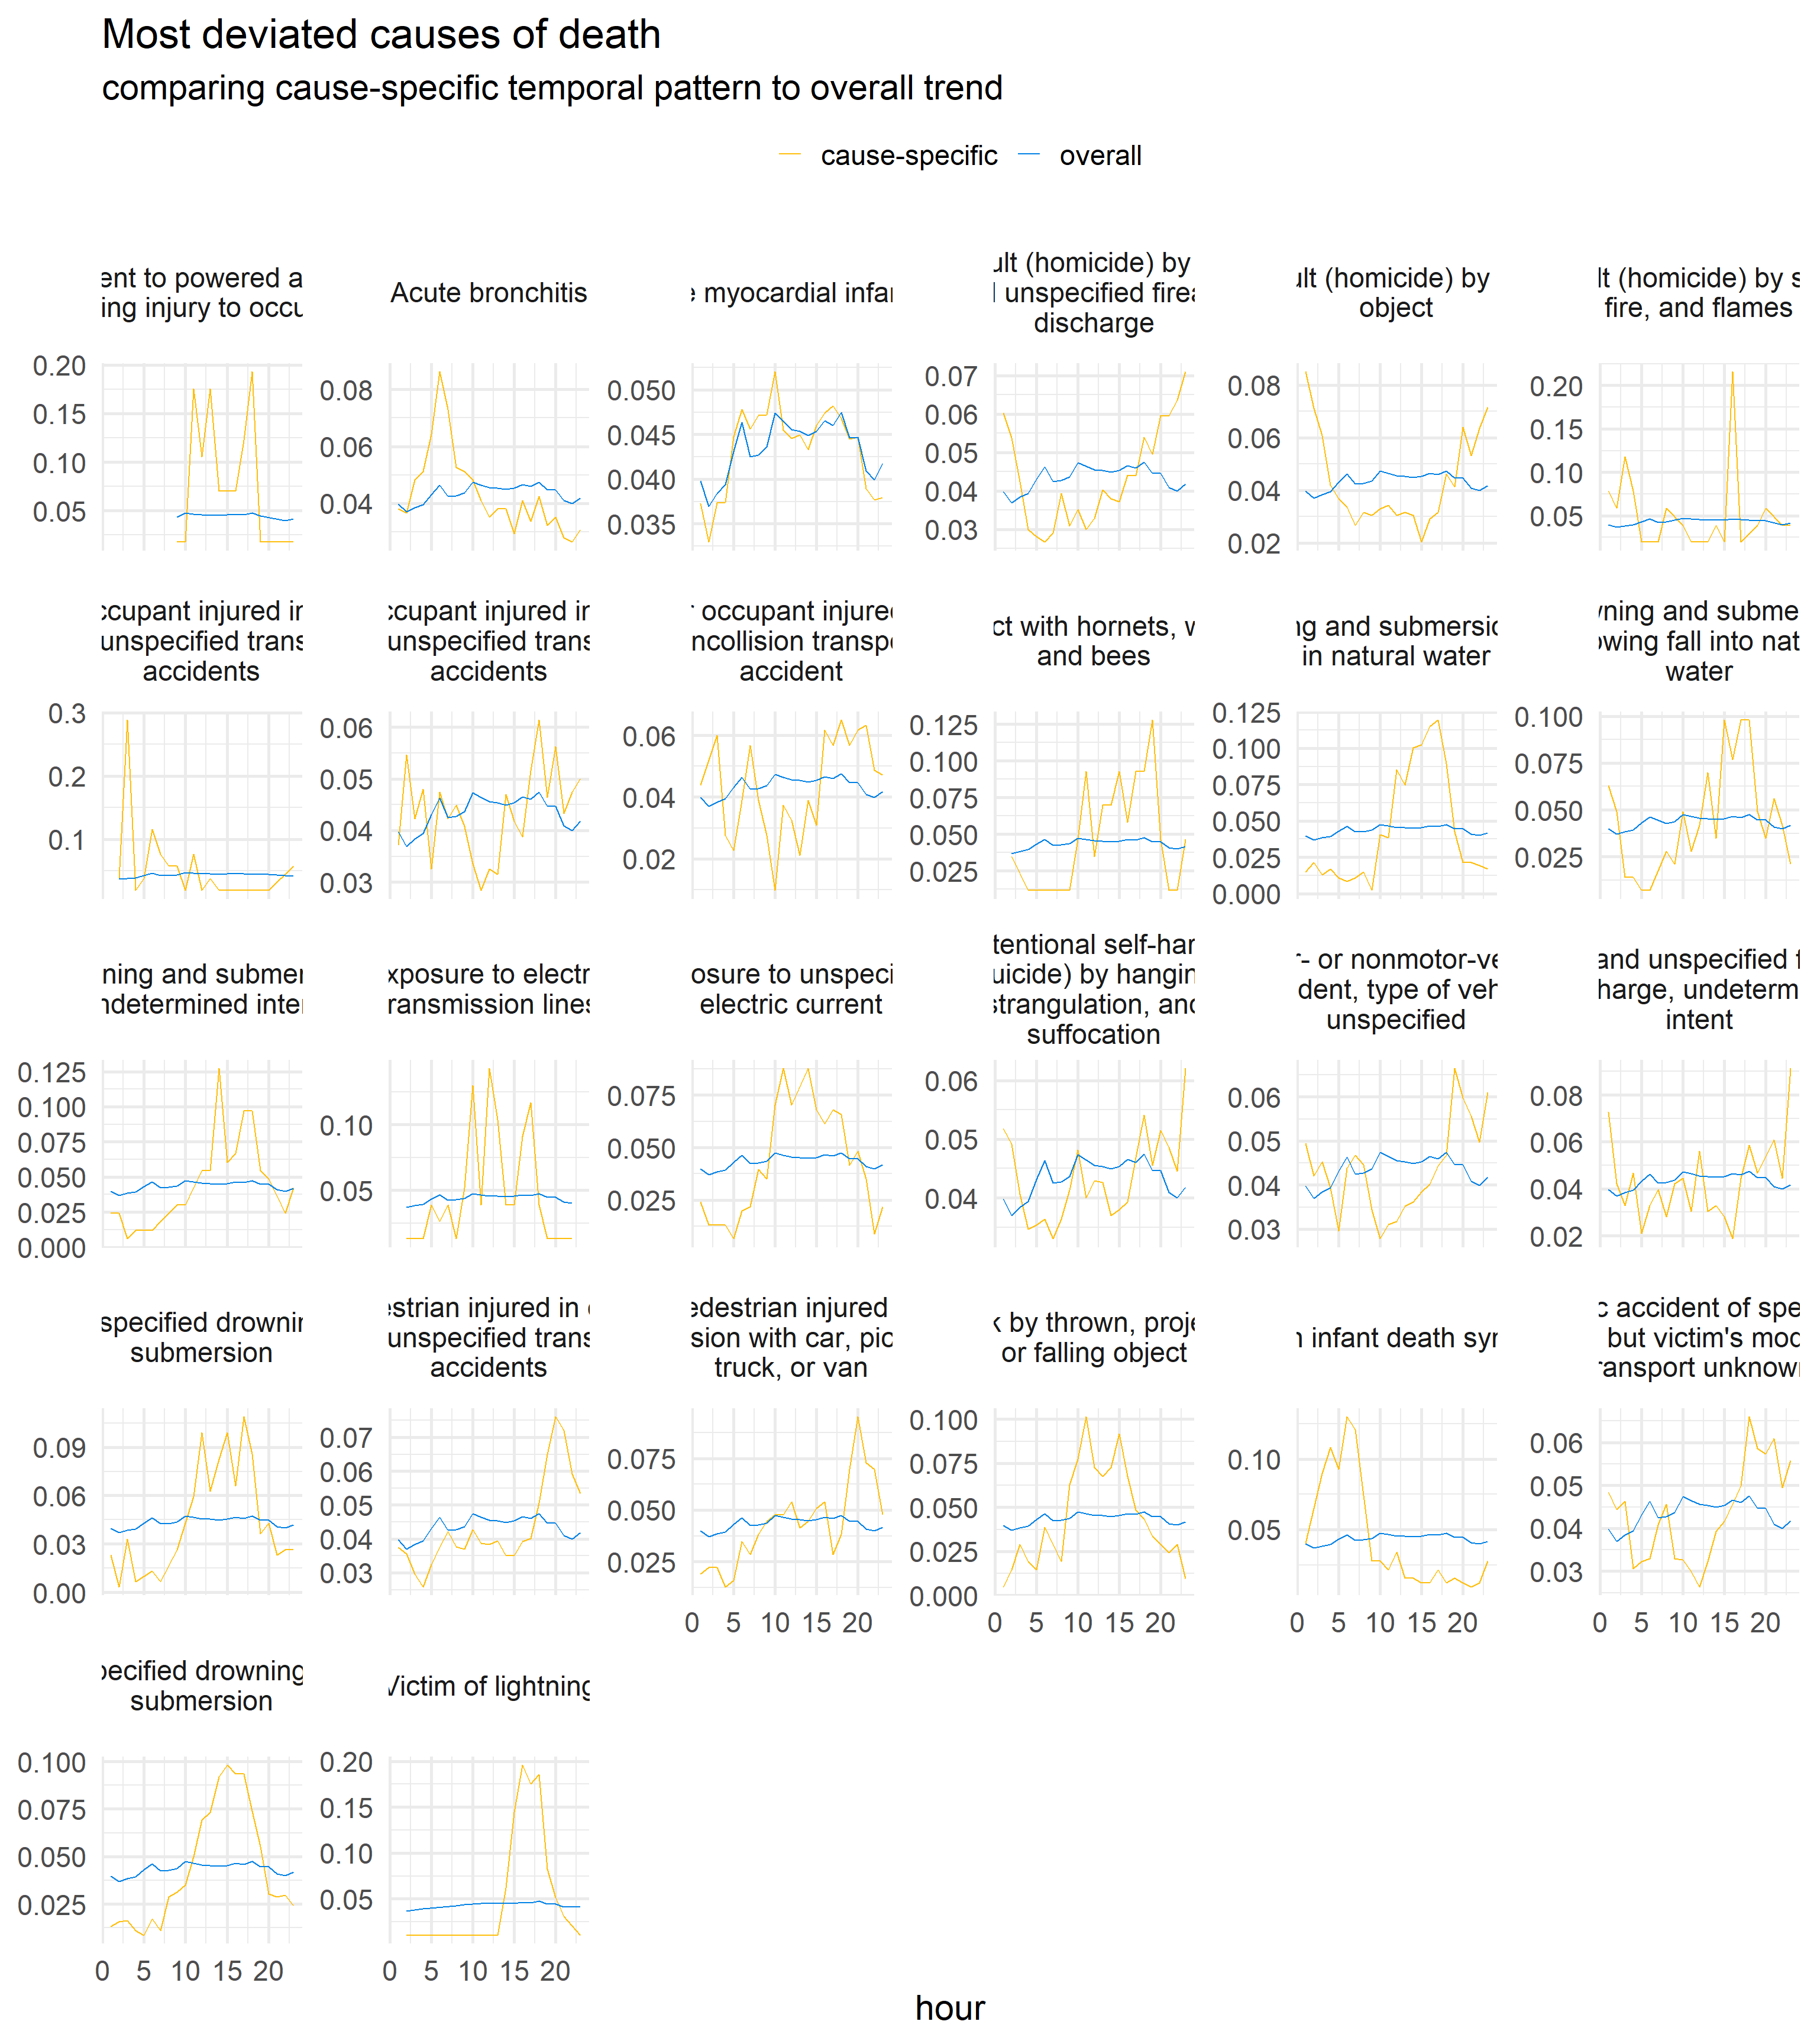 Most deviated causes of death
comparing cause-specific temporal pattern to overall trend
cause-specific
overall
ent to powered a
ing injury to occu
0.20
0.15
0.10
0.05
Acute bronchitis
0.08
0.06
0.04
e myocardial infar
0.050
0.045
0.040
0.035
ult (homicide) by
unspecified firea
discharge
0.07
0.06
0.05
0.04
0.03
ult (homicide) by
object
0.08
0.06
0.04
0.02
lt (homicide) by s
fire, and flames
0.20
0.15
0.10
0.05
ccupant injured in
unspecified trans
accidents
0.3
0.2
0.1
ccupant injured in
unspecified trans
accidents
0.06
0.05
0.04
0.03
r occupant injured
ncollision transpo
accident
0.06
0.04
0.02
ct with hornets, w
and bees
0.125
0.100
0.075
0.050
0.025
ng and submersio
in natural water
0.125
0.100
0.075
0.050
0.025
0.000
wning and subme
owing fall into nat
water
0.100
0.075
0.050
0.025
ning and submer
ndetermined inter
0.125
0.100
0.075
0.050
0.025
0.000
xposure to electr
ransmission lines
0.10
0.05
osure to unspeci
electric current
0.075
0.050
0.025
tentional self-har
uicide) by hangin
strangulation, and
suffocation
0.06
0.05
0.04
r- or nonmotor-ve
dent, type of veh
unspecified
0.06
0.05
0.04
0.03
and unspecified f
harge, undeterm
intent
0.08
0.06
0.04
0.02
specified drownin
submersion
0.09
0.06
0.03
0.00
estrian injured in o
unspecified trans
accidents
0.07
0.06
0.05
0.04
0.03
edestrian injured
sion with car, pic
truck, or van
0.075
0.050
0.025
0 5 10 15 20
k by thrown, proje
or falling object
0.100
0.075
0.050
0.025
0.000
0 5 10 15 20
n infant death syn
0.10
0.05
0 5 10 15 20
c accident of spe
but victim's mod
ransport unknown
0.06
0.05
0.04
0.03
0 5 10 15 20
pecified drowning
submersion
0.100
0.075
0.050
0.025
0 5 10 15 20
Victim of lightning
0.20
0.15
0.10
0.05
0 5 10 15 20
hour